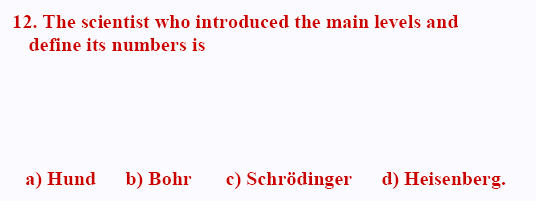 12. The scientist who introduced the main levels and
define its numbers is
a) Hund b) Bohr c) Schrödinger d) Heisenberg.